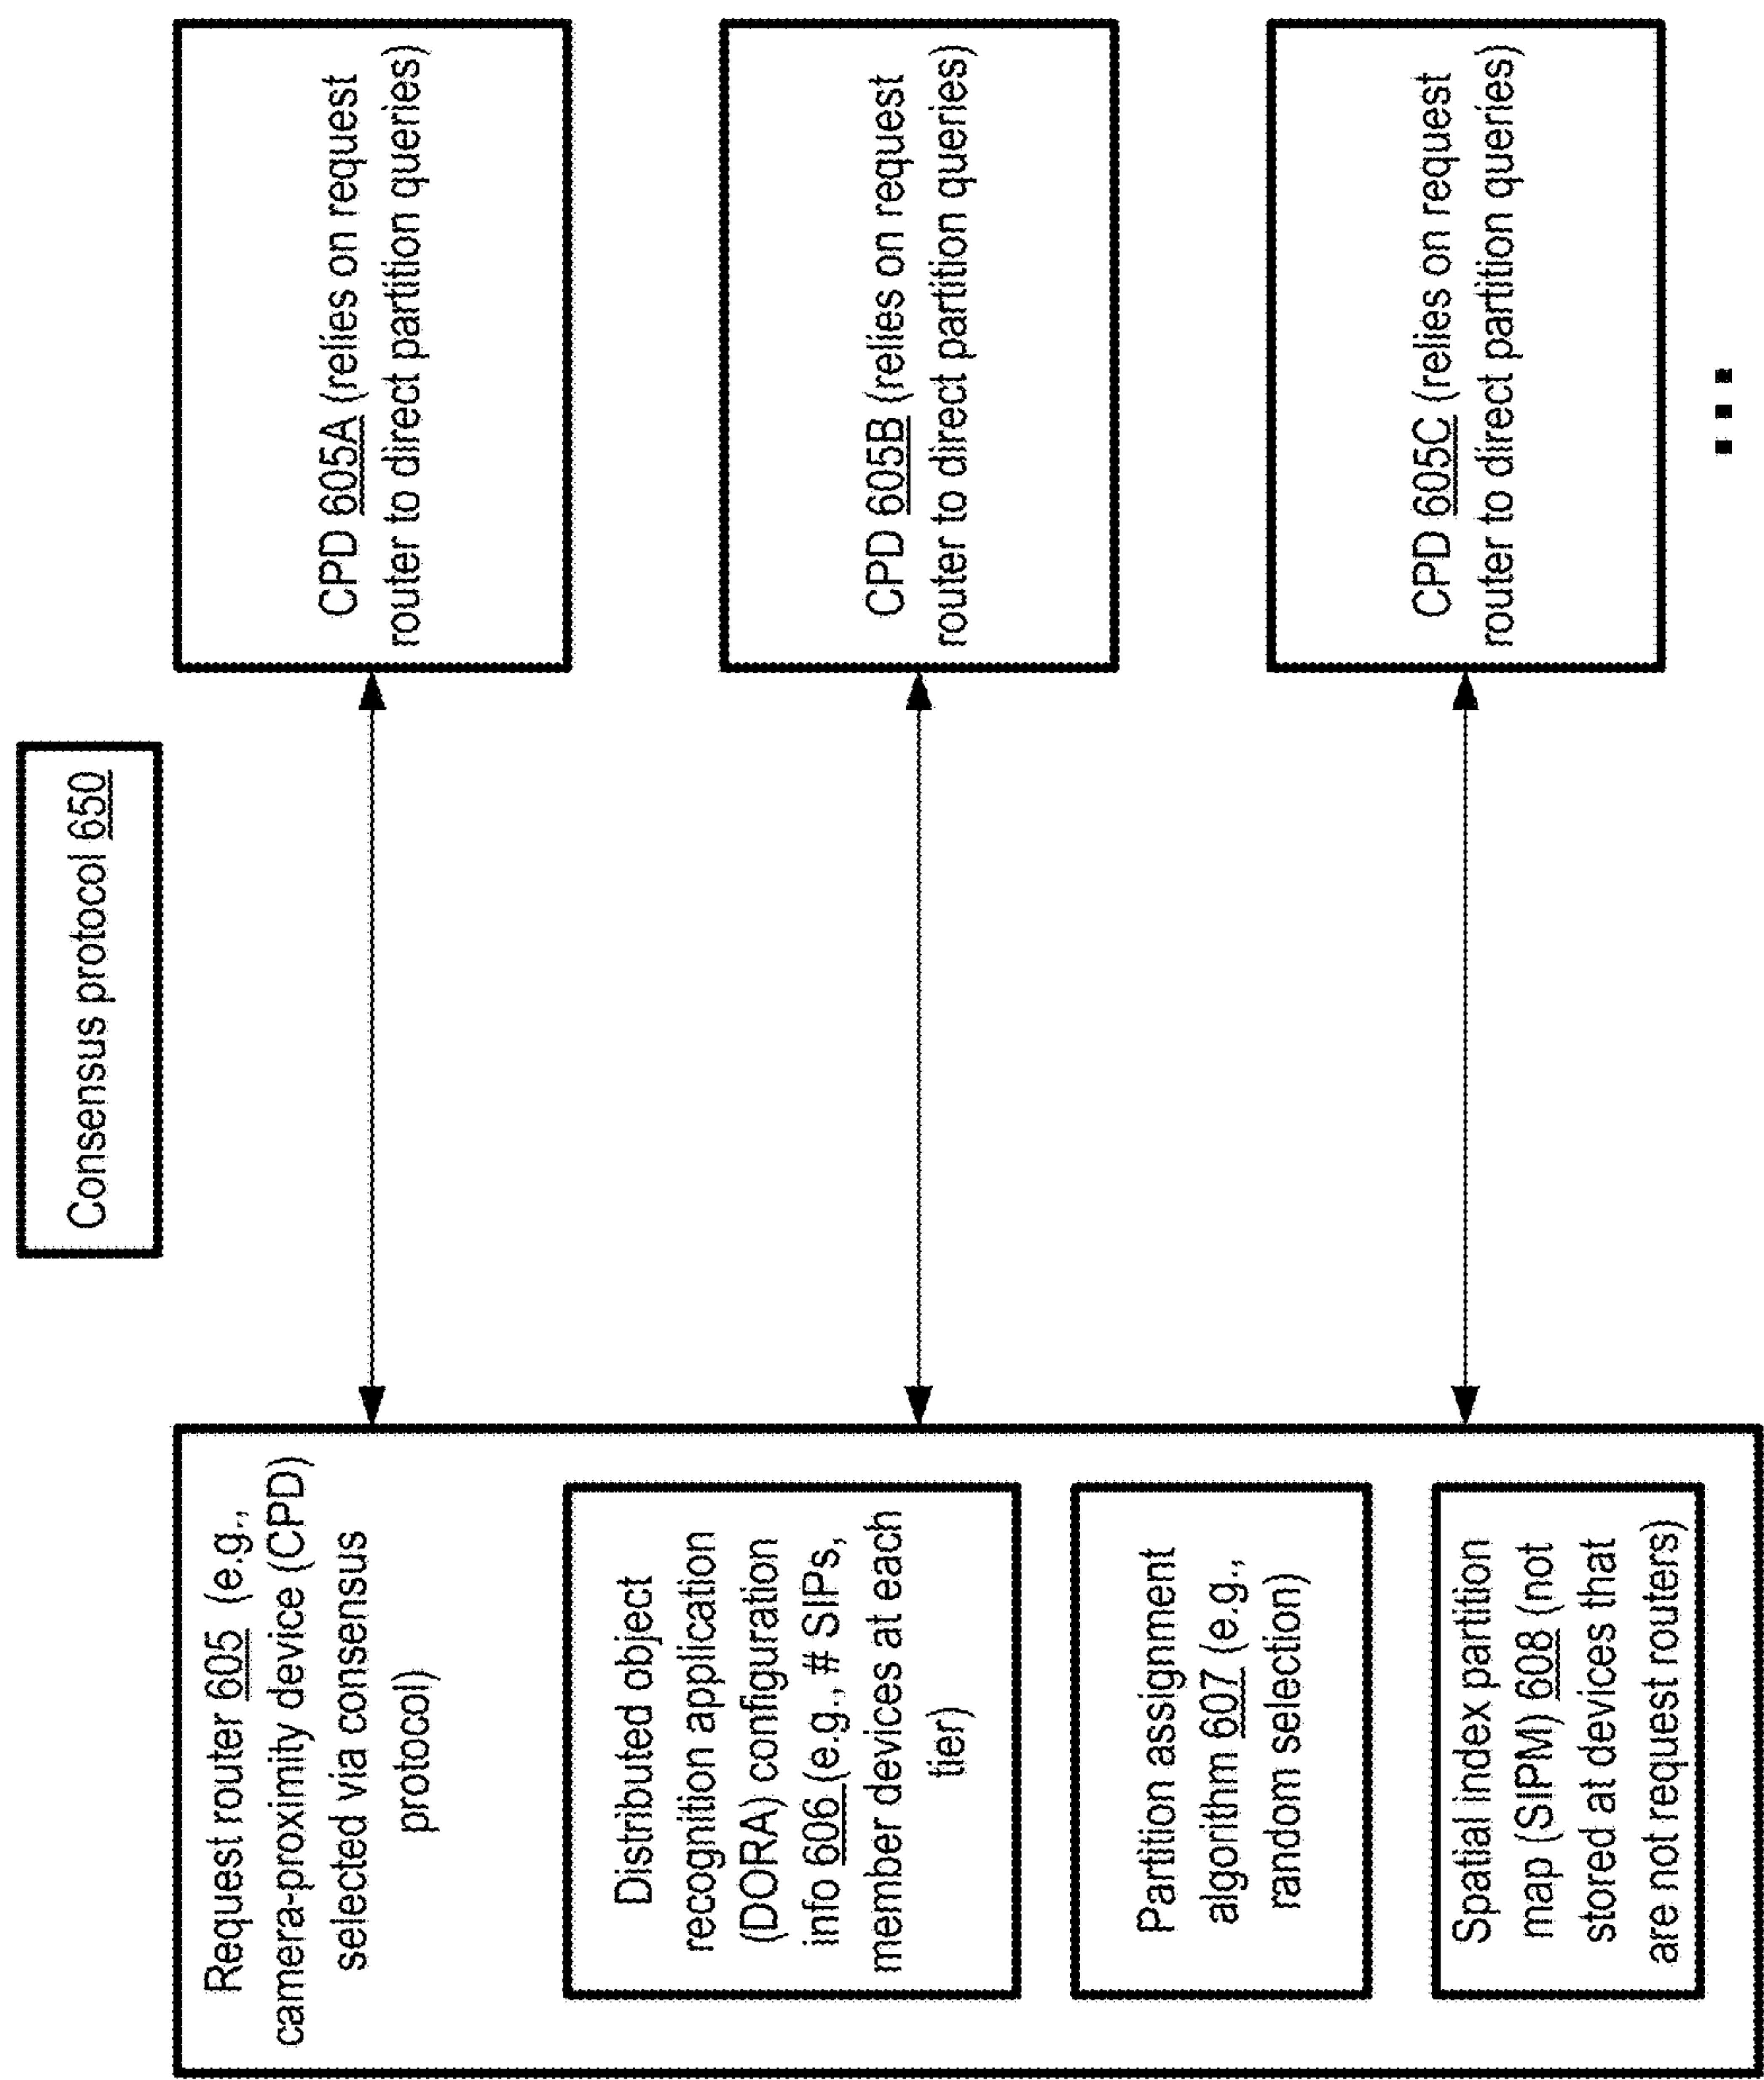 Consensus protocol 650
Request router 605 (e.g.,
camera-proximity device (CPD)
selected via consensus
protocol)
Distributed object
recognition application
(DORA) configuration
info 606 (e.g., # SIPs,
member devices at each
tier)
Partition assignment
algorithm 607 (e.g.,
random selection)
Spatial index partition
map (SIPM) 608 (not
stored at devices that
are not request routers)
CPD 605A (relies on request
router to direct partition queries)
CPD 605B (relies on request
router to direct partition queries)
CPD 605C (relies on request
router to direct partition queries)
...